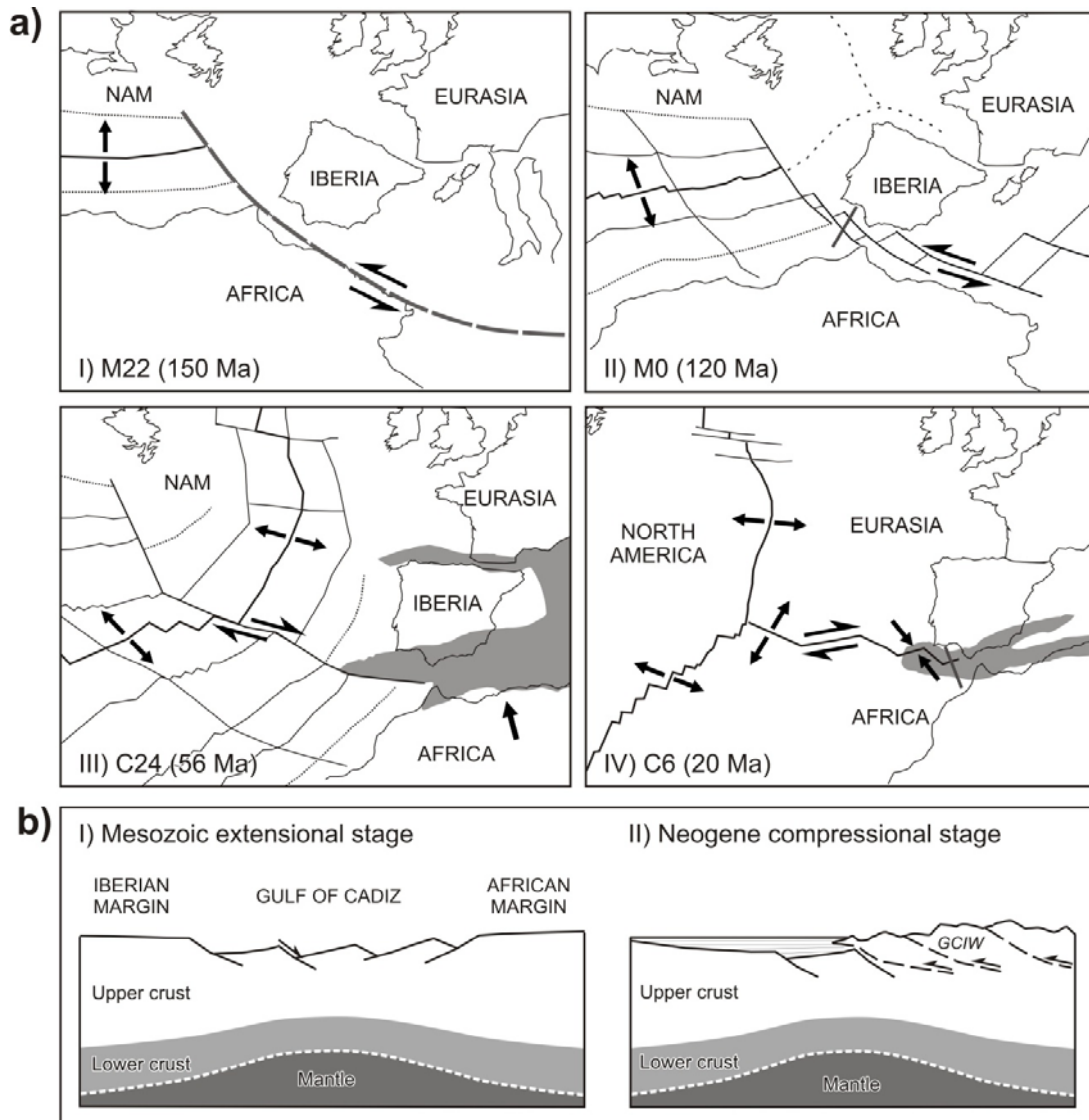 a)
NAM
EURASIA
IBERIA
AFRICA
I) M22 (150 Ma)
NAM
EURASIA
IBERIA
AFRICA
II) M0 (120 Ma)
NAM
EURASIA
IBERIA
AFRICA
III) C24 (56 Ma)
NORTH
AMERICA
EURASIA
AFRICA
IV) C6 (20 Ma)
b)
I) Mesozoic extensional stage
IBERIAN
MARGIN
GULF OF CADIZ
AFRICAN
MARGIN
Upper crust
Lower crust
Mantle
II) Neogene compressional stage
GCIW
Upper crust
Lower crust
Mantle